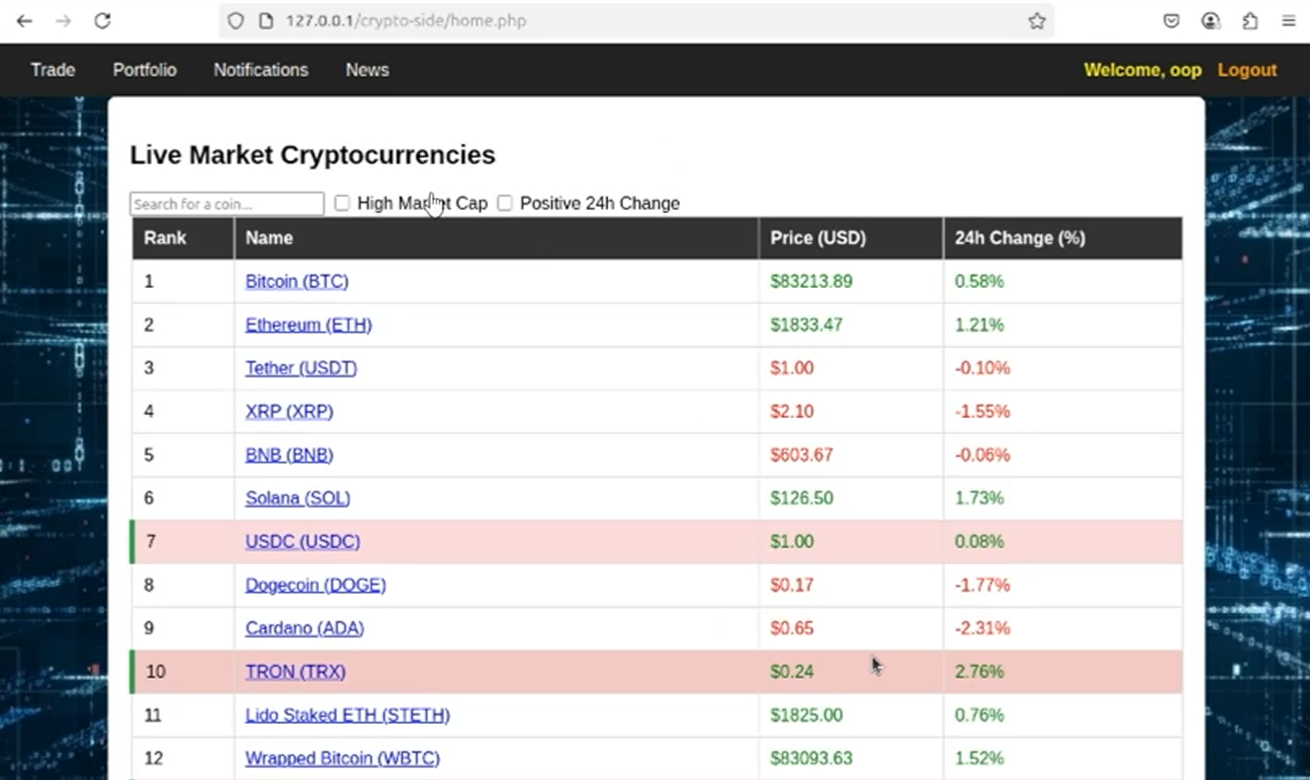 127.0.0.1/crypto-side/home.php
Trade Portfolio Notifications News Welcome, oop Logout
Live Market Cryptocurrencies
Search for a coin... High Market Cap Positive 24h Change
Rank Name Price (USD) 24h Change (%)
1 Bitcoin (BTC) $83213.89 0.58%
2 Ethereum (ETH) $1833.47 1.21%
3 Tether (USDT) $1.00 -0.10%
4 XRP (XRP) $2.10 -1.55%
5 BNB (BNB) $603.67 -0.06%
6 Solana (SOL) $126.50 1.73%
7 USDC (USDC) $1.00 0.08%
8 Dogecoin (DOGE) $0.17 -1.77%
9 Cardano (ADA) $0.65 -2.31%
10 TRON (TRX) $0.24 2.76%
11 Lido Staked ETH (STETH) $1825.00 0.76%
12 Wrapped Bitcoin (WBTC) $83093.63 1.52%